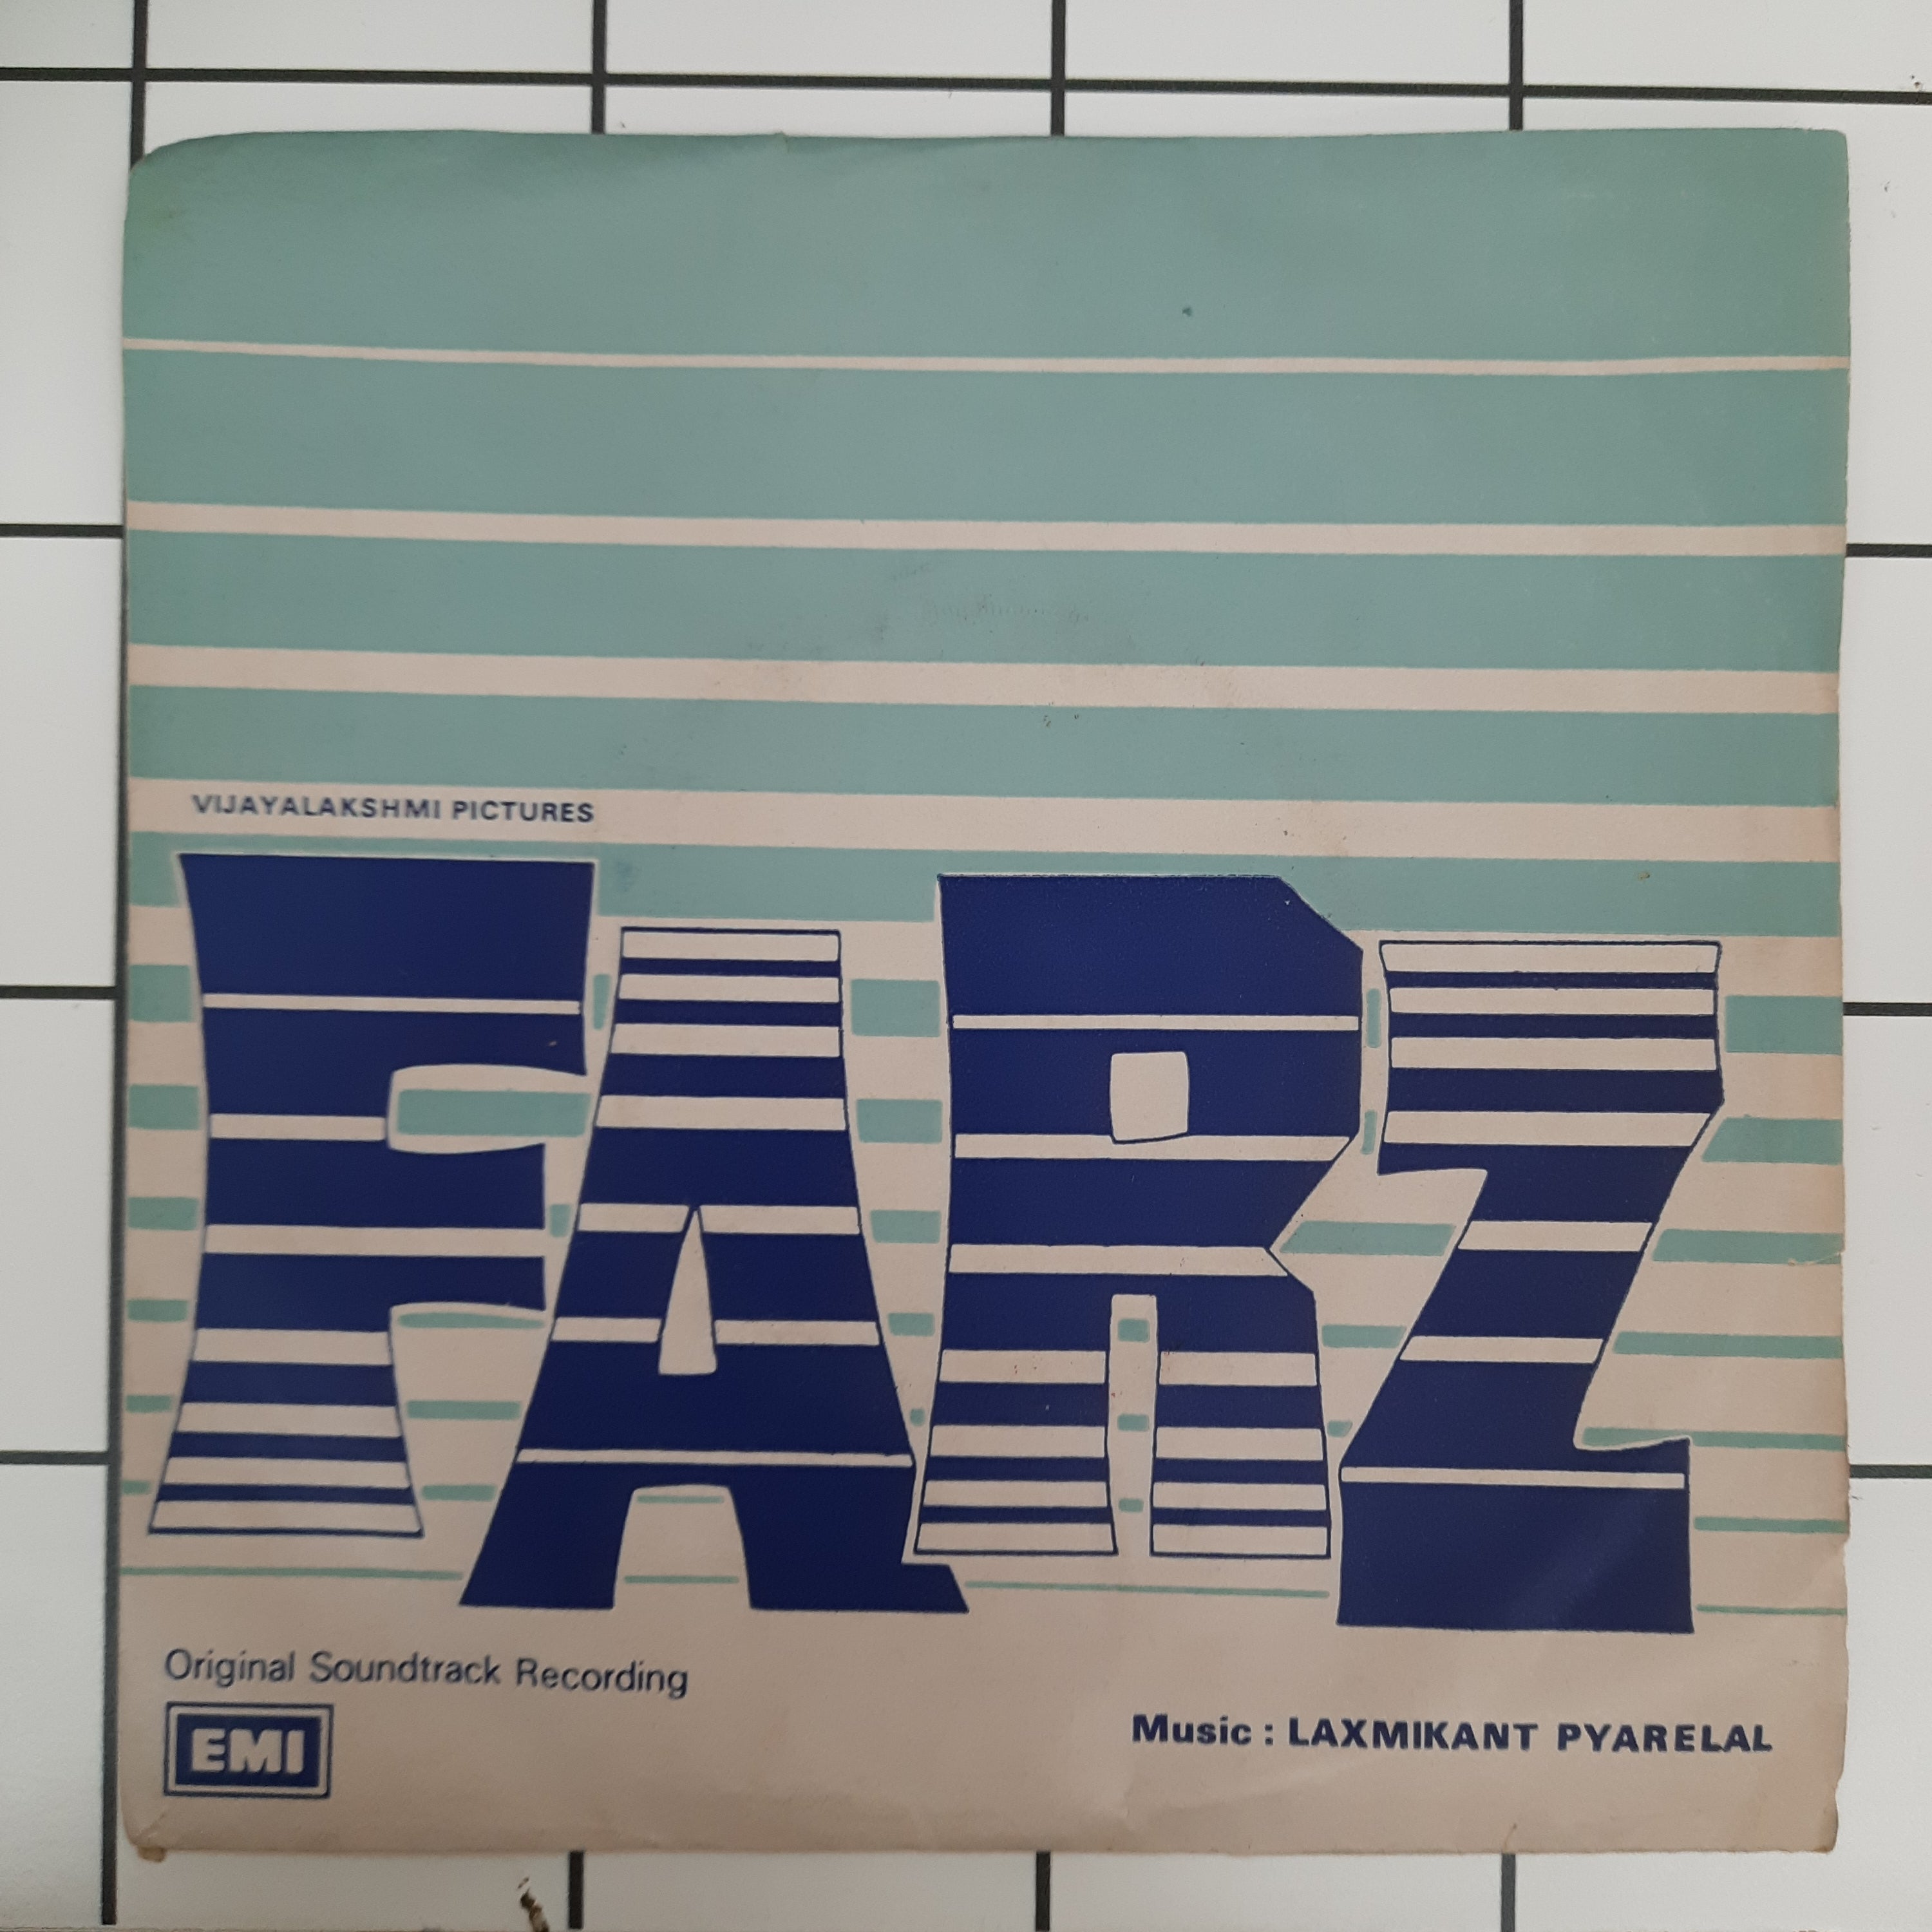 VIJAYALAKSHMI PICTURES
FARZ
Original Soundtrack Recording
EMI
Music : LAXMIKANT PYARELAL